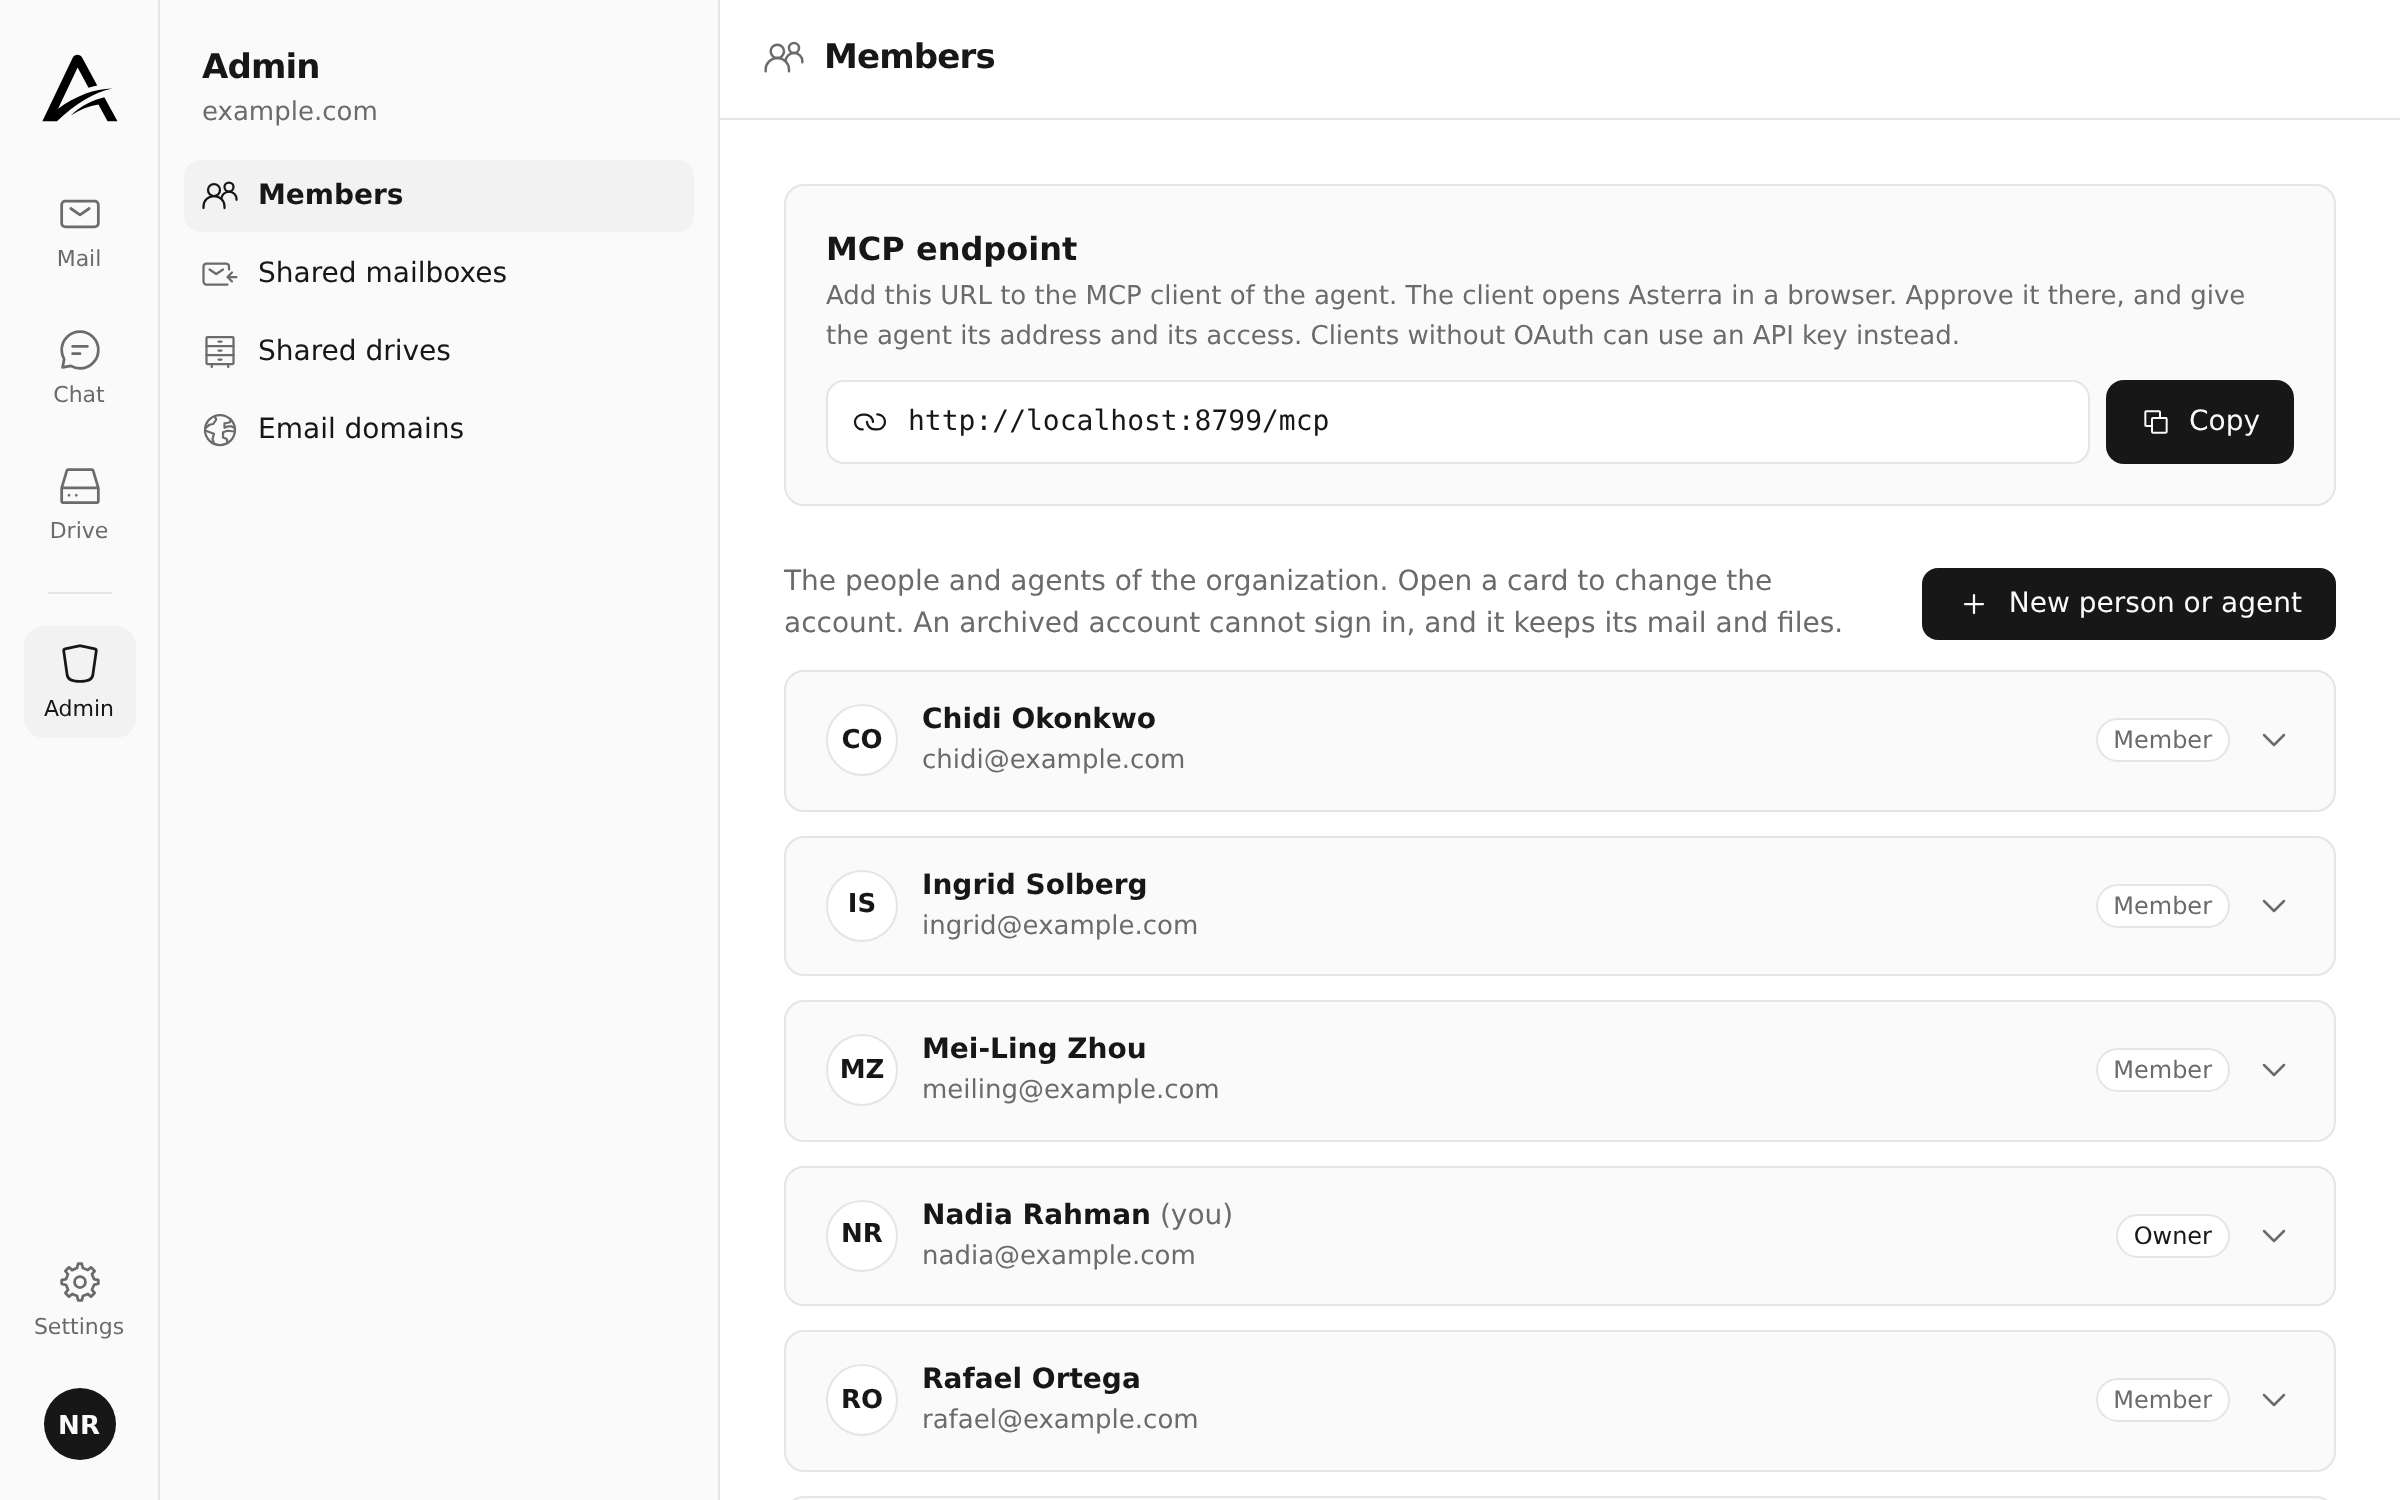 Mail
Chat
Drive
Admin
Settings
NR
Admin
example.com
Members
Shared mailboxes
Shared drives
Email domains
Members
MCP endpoint
Add this URL to the MCP client of the agent. The client opens Asterra in a browser. Approve it there, and give
the agent its address and its access. Clients without OAuth can use an API key instead.
http://localhost:8799/mcp
Copy
The people and agents of the organization. Open a card to change the
account. An archived account cannot sign in, and it keeps its mail and files.
New person or agent
CO
Chidi Okonkwo
chidi@example.com
Member
IS
Ingrid Solberg
ingrid@example.com
Member
MZ
Mei-Ling Zhou
meiling@example.com
Member
NR
Nadia Rahman (you)
nadia@example.com
Owner
RO
Rafael Ortega
rafael@example.com
Member